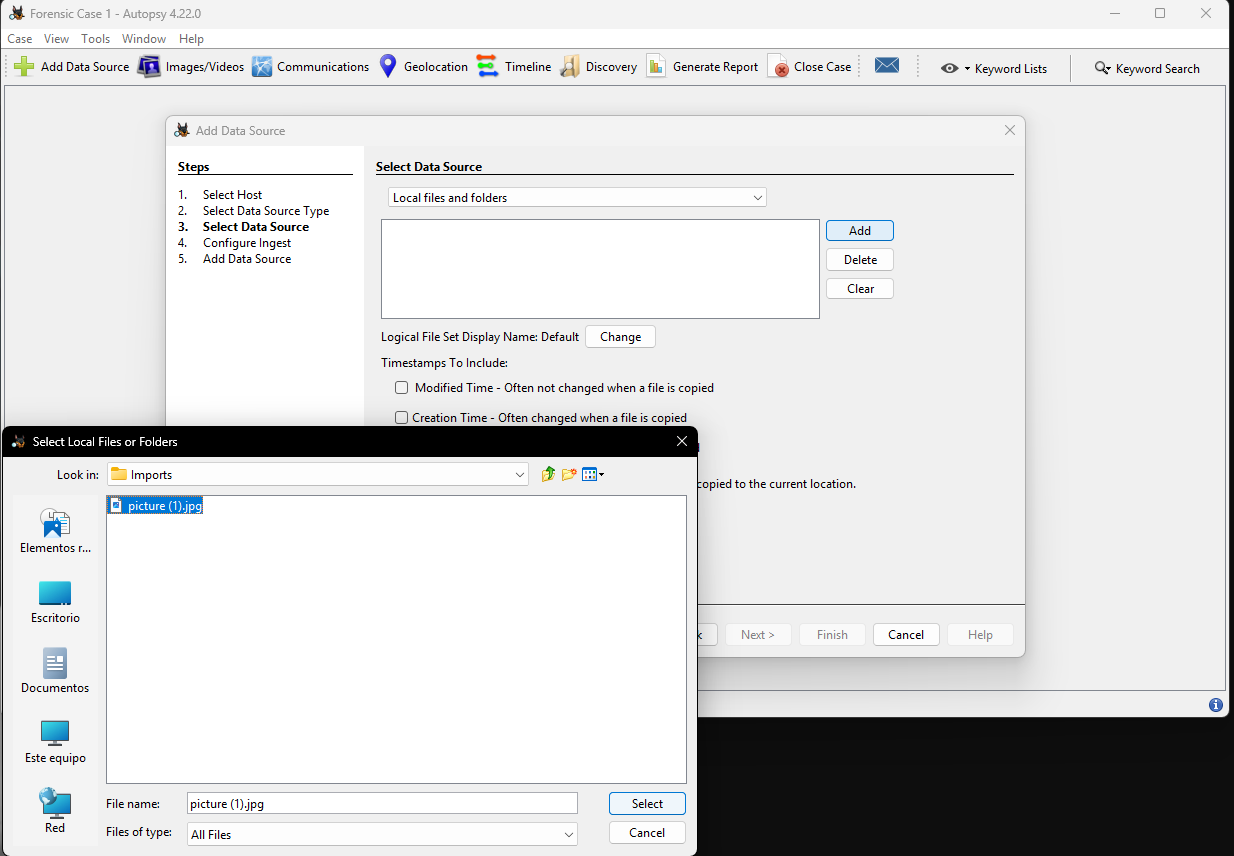 Forensic Case 1 - Autopsy 4.22.0
Case View Tools Window Help
Add Data Source Images/Videos Communications Geolocation Timeline Discovery Generate Report Close Case Keyword Lists Keyword Search
Add Data Source
Steps
1. Select Host
2. Select Data Source Type
3. Select Data Source
4. Configure Ingest
5. Add Data Source
Select Data Source
Local files and folders
Add
Delete
Clear
Logical File Set Display Name: Default Change
Timestamps To Include:
Modified Time - Often not changed when a file is copied
Creation Time - Often changed when a file is copied
copied to the current location.
Next > Finish Cancel Help
Select Local Files or Folders
Look in: Imports
picture (1).jpg
Elementos r...
Escritorio
Documentos
Este equipo
Red
File name: picture (1).jpg Select
Files of type: All Files Cancel